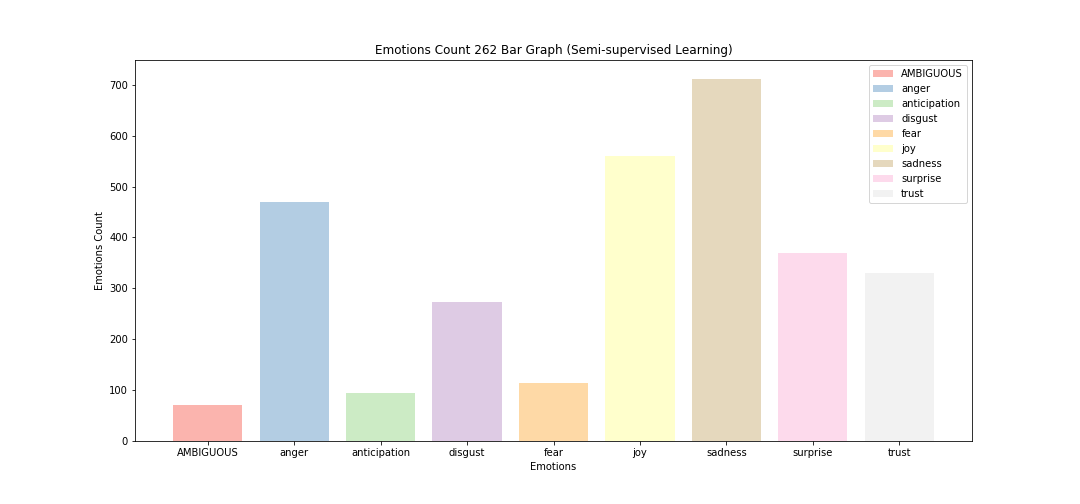 Emotions Count 262 Bar Graph (Semi-supervised Learning)
AMBIGUOUS
anger
anticipation
disgust
fear
joy
sadness
surprise
trust
700
600
500
400
300
200
100
0
Emotions Count
AMBIGUOUS anger anticipation disgust fear joy sadness surprise trust
Emotions